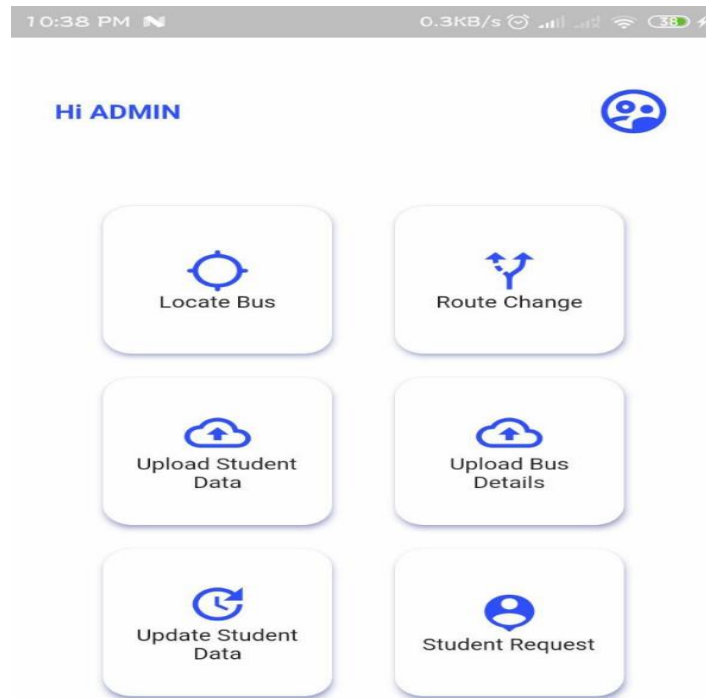 10:38 PM
0.3KB/s
38
Hi ADMIN
Locate Bus
Route Change
Upload Student
Data
Upload Bus
Details
Update Student
Data
Student Request